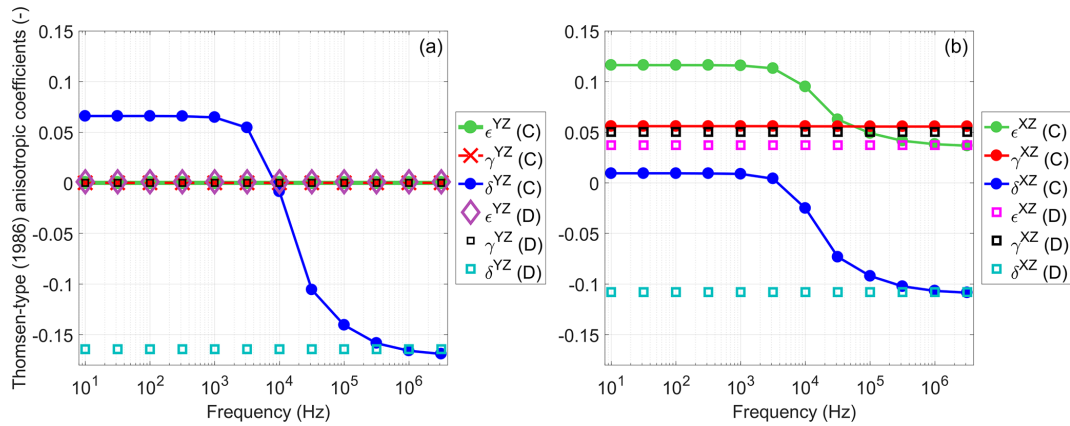 Thomsen-type (1986) anisotropic coefficients (-)
(a)
0.15
0.1
0.05
0
-0.05
-0.1
-0.15
10^1 10^2 10^3 10^4 10^5 10^6
Frequency (Hz)
ϵ^YZ (C)
γ^YZ (C)
δ^YZ (C)
ϵ^YZ (D)
γ^YZ (D)
δ^YZ (D)
(b)
0.15
0.1
0.05
0
-0.05
-0.1
-0.15
10^1 10^2 10^3 10^4 10^5 10^6
Frequency (Hz)
ϵ^XZ (C)
γ^XZ (C)
δ^XZ (C)
ϵ^XZ (D)
γ^XZ (D)
δ^XZ (D)